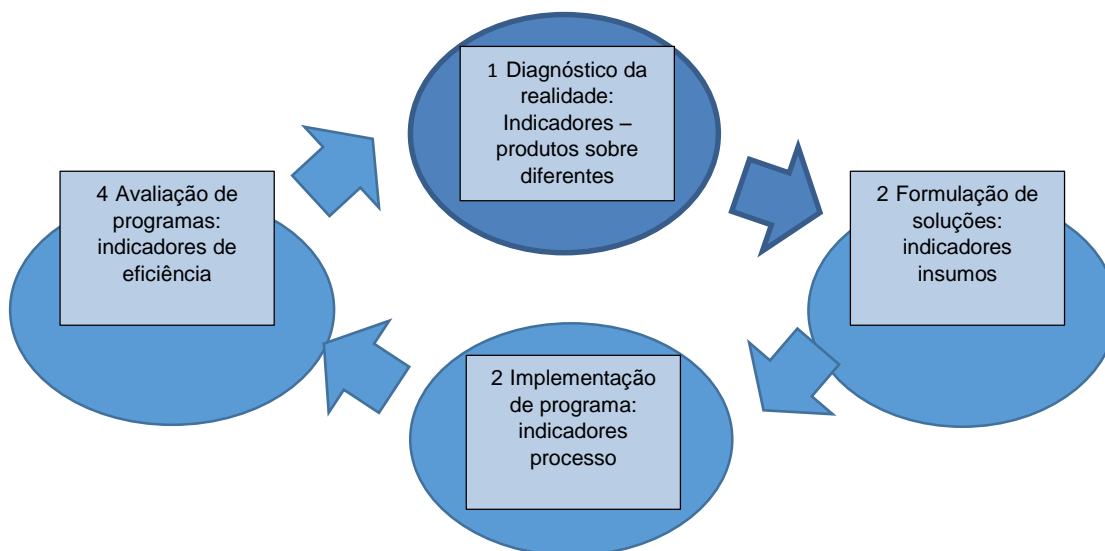 1 Diagnóstico da
realidade:
Indicadores –
produtos sobre
diferentes
2 Formulação de
soluções:
indicadores
insumos
2 Implementação
de programa:
indicadores
processo
4 Avaliação de
programas:
indicadores de
eficiência